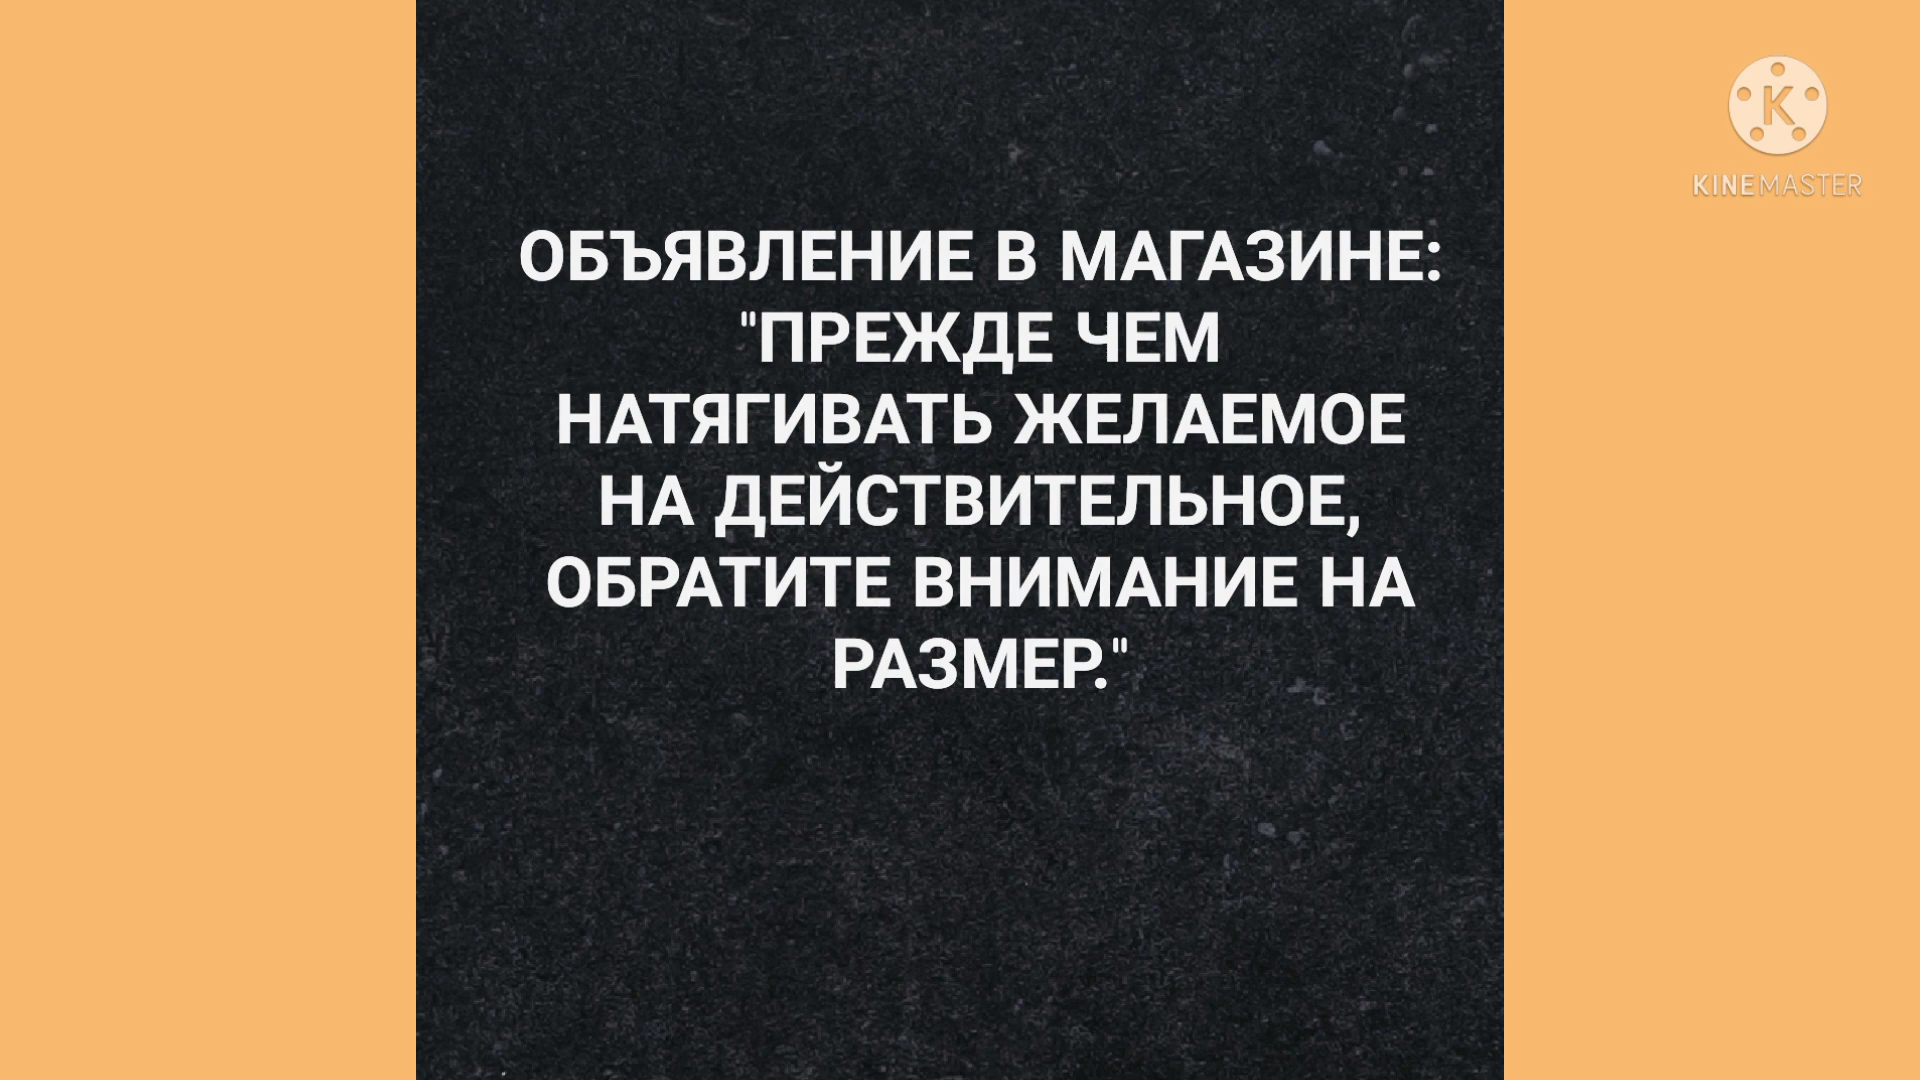 ОБЪЯВЛЕНИЕ В МАГАЗИНЕ:
"ПРЕЖДЕ ЧЕМ
НАТЯГИВАТЬ ЖЕЛАЕМОЕ
НА ДЕЙСТВИТЕЛЬНОЕ,
ОБРАТИТЕ ВНИМАНИЕ НА
РАЗМЕР."
K
KINEMASTER